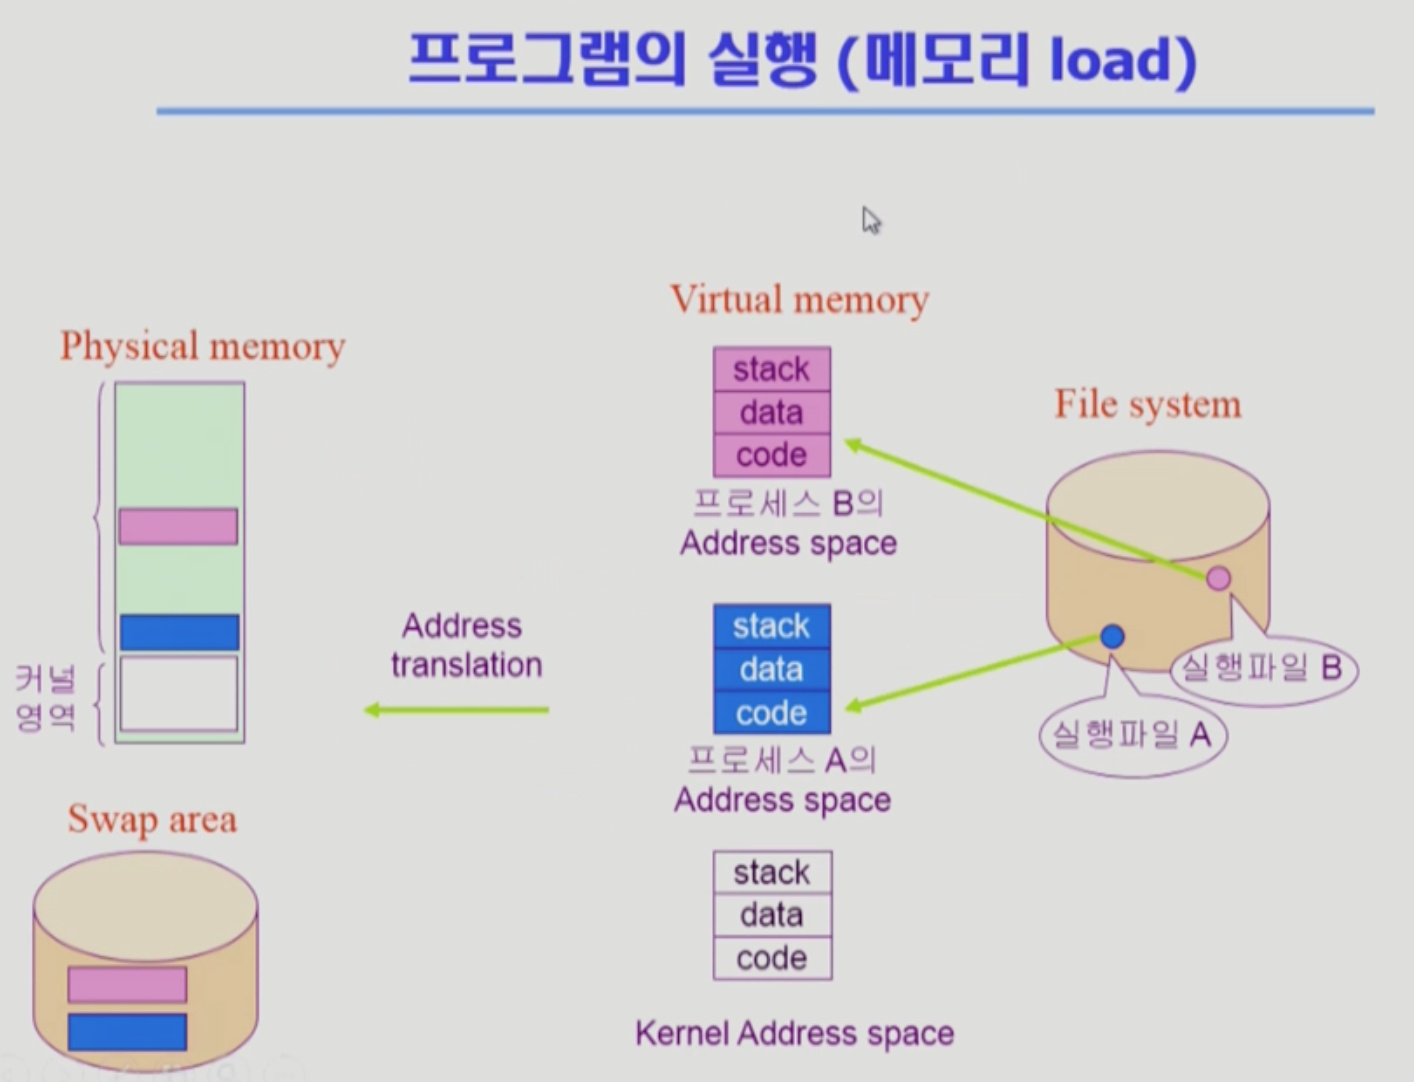 프로그램의 실행 (메모리 load)
Virtual memory
Physical memory
stack
data
code
File system
프로세스 B의
Address space
Address
translation
stack
data
code
실행파일 B
커널
영역
실행파일 A
프로세스 A의
Address space
Swap area
stack
data
code
Kernel Address space